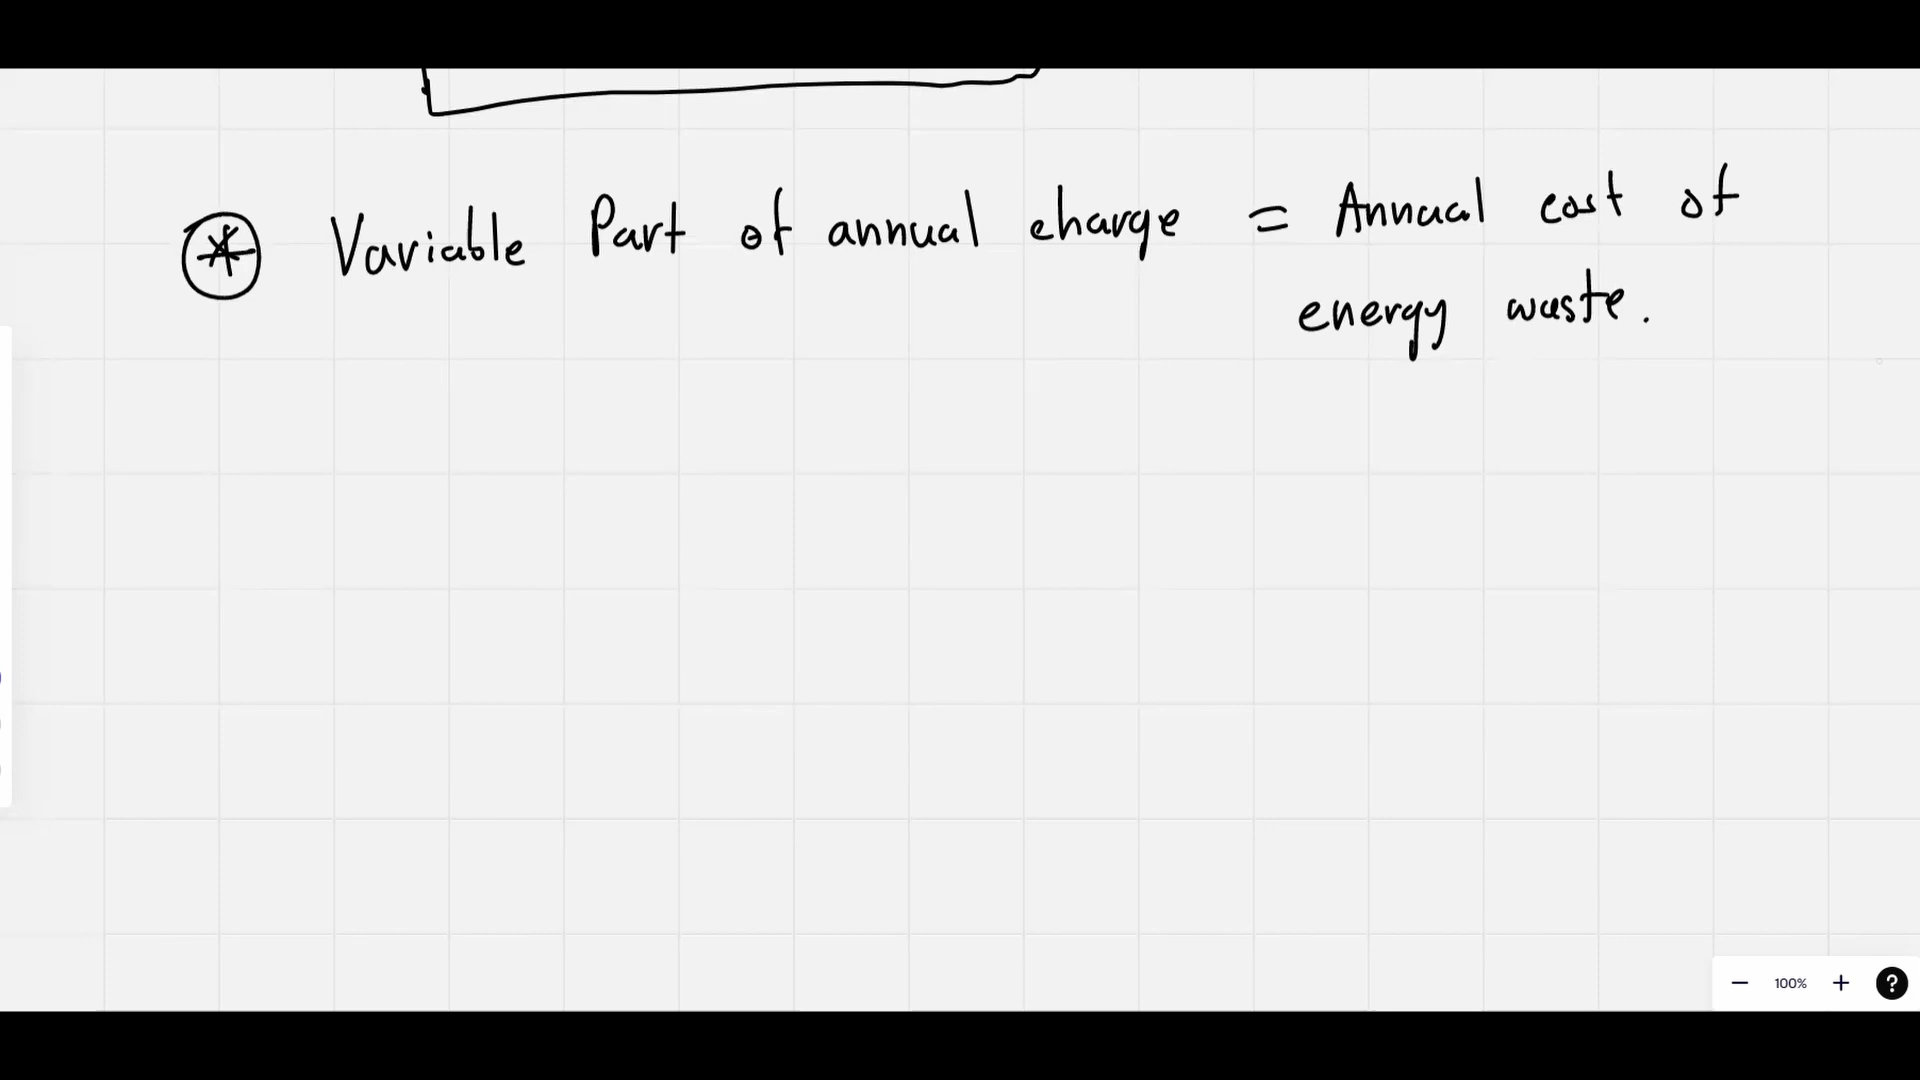 Variable Part of annual charge = Annual cost of
energy waste.
100%